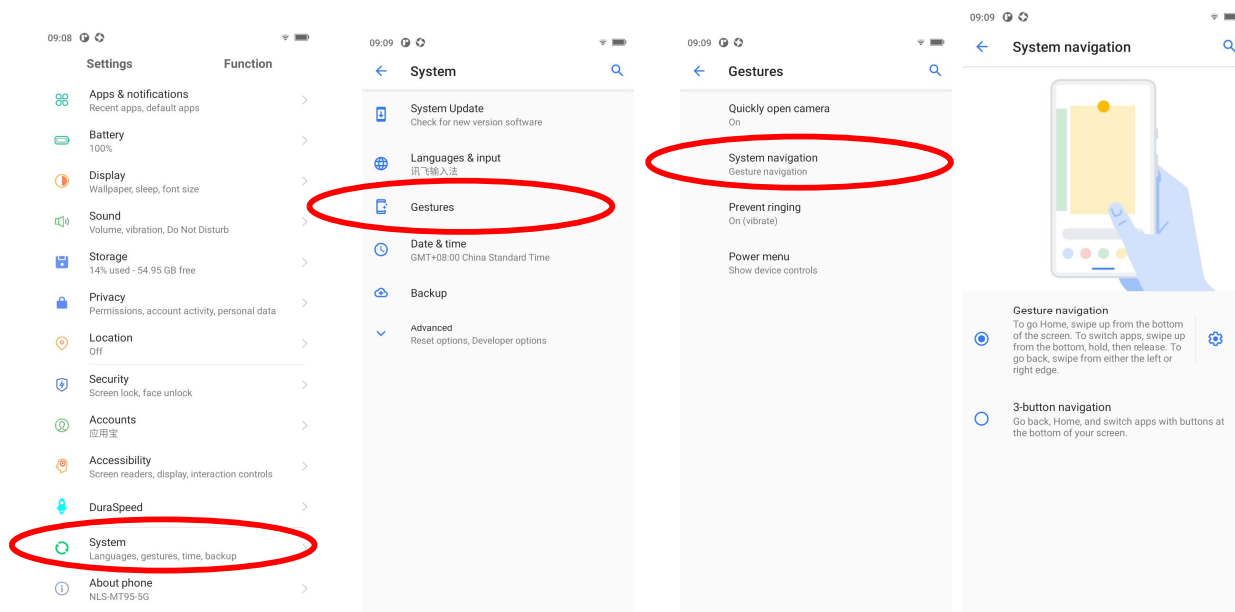 09:08
Settings Function
Apps & notifications
Recent apps, default apps
Battery
100%
Display
Wallpaper, sleep, font size
Sound
Volume, vibration, Do Not Disturb
Storage
14% used - 54.95 GB free
Privacy
Permissions, account activity, personal data
Location
Off
Security
Screen lock, face unlock
Accounts
应用宝
Accessibility
Screen readers, display, interaction controls
DuraSpeed
System
Languages, gestures, time, backup
About phone
NLS-MT95-5G
09:09
System
System Update
Check for new version software
Languages & input
讯飞输入法
Gestures
Date & time
GMT+08:00 China Standard Time
Backup
Advanced
Reset options, Developer options
09:09
Gestures
Quickly open camera
On
System navigation
Gesture navigation
Prevent ringing
On (vibrate)
Power menu
Show device controls
09:09
System navigation
Gesture navigation
To go Home, swipe up from the bottom
of the screen. To switch apps, swipe up
from the bottom, hold, then release. To
go back, swipe from either the left or
right edge.
3-button navigation
Go back, Home, and switch apps with buttons at
the bottom of your screen.